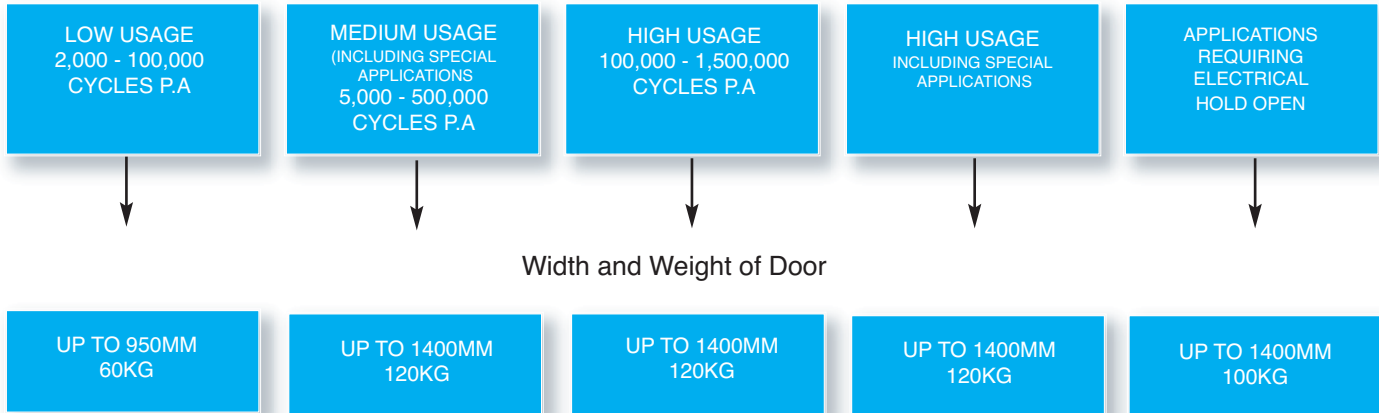 LOW USAGE
2,000 - 100,000
CYCLES P.A
MEDIUM USAGE
(INCLUDING SPECIAL
APPLICATIONS
5,000 - 500,000
CYCLES P.A
HIGH USAGE
100,000 - 1,500,000
CYCLES P.A
HIGH USAGE
INCLUDING SPECIAL
APPLICATIONS
APPLICATIONS
REQUIRING
ELECTRICAL
HOLD OPEN
Width and Weight of Door
UP TO 950MM
60KG
UP TO 1400MM
120KG
UP TO 1400MM
120KG
UP TO 1400MM
120KG
UP TO 1400MM
100KG